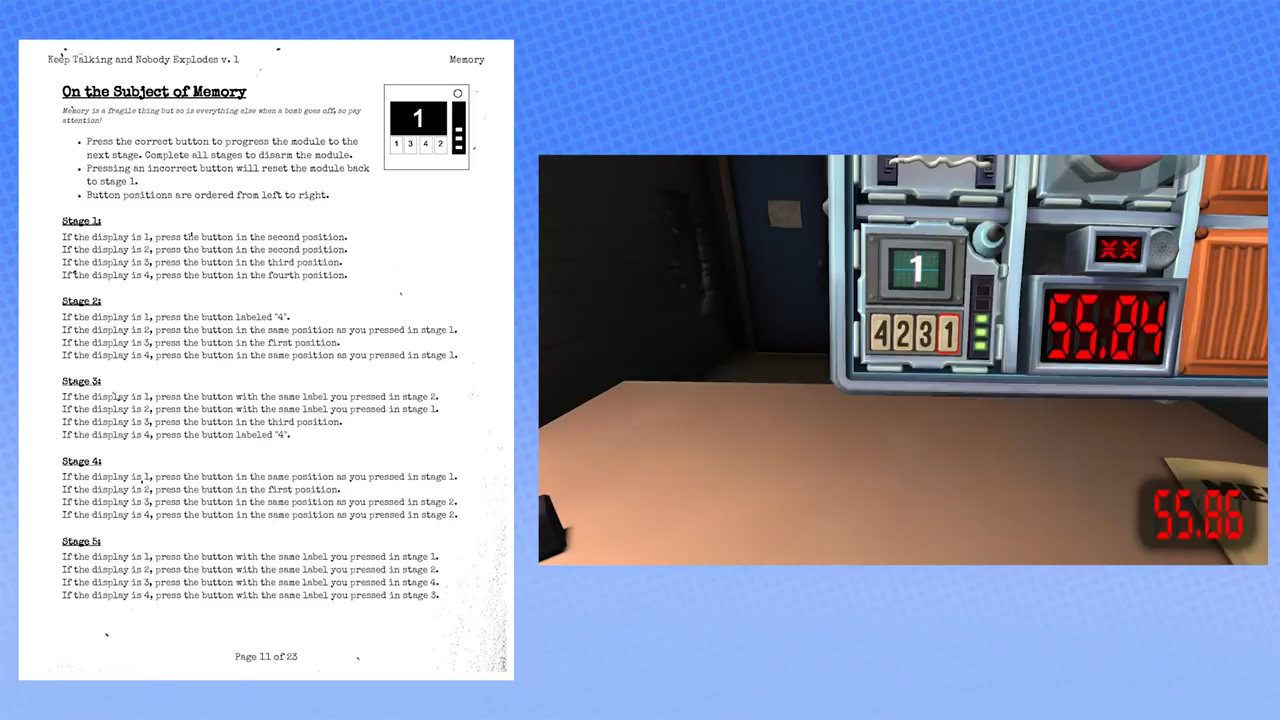 Keep Talking and Nobody Explodes v. 1
Memory
On the Subject of Memory
Memory is a fragile thing but so is everything else when a bomb goes off, so pay
attention!
1
1 3 4 2
• Press the correct button to progress the module to the
next stage. Complete all stages to disarm the module.
• Pressing an incorrect button will reset the module back
to stage 1.
• Button positions are ordered from left to right.
Stage 1:
If the display is 1, press the button in the second position.
If the display is 2, press the button in the second position.
If the display is 3, press the button in the third position.
If the display is 4, press the button in the fourth position.
Stage 2:
If the display is 1, press the button labeled "4".
If the display is 2, press the button in the same position as you pressed in stage 1.
If the display is 3, press the button in the first position.
If the display is 4, press the button in the same position as you pressed in stage 1.
Stage 3:
If the display is 1, press the button with the same label you pressed in stage 2.
If the display is 2, press the button with the same label you pressed in stage 1.
If the display is 3, press the button in the third position.
If the display is 4, press the button labeled "4".
Stage 4:
If the display is 1, press the button in the same position as you pressed in stage 1.
If the display is 2, press the button in the first position.
If the display is 3, press the button in the same position as you pressed in stage 2.
If the display is 4, press the button in the same position as you pressed in stage 2.
Stage 5:
If the display is 1, press the button with the same label you pressed in stage 1.
If the display is 2, press the button with the same label you pressed in stage 2.
If the display is 3, press the button with the same label you pressed in stage 4.
If the display is 4, press the button with the same label you pressed in stage 3.
Page 11 of 23
1
4 2 3 1
XX
55.84
55.86